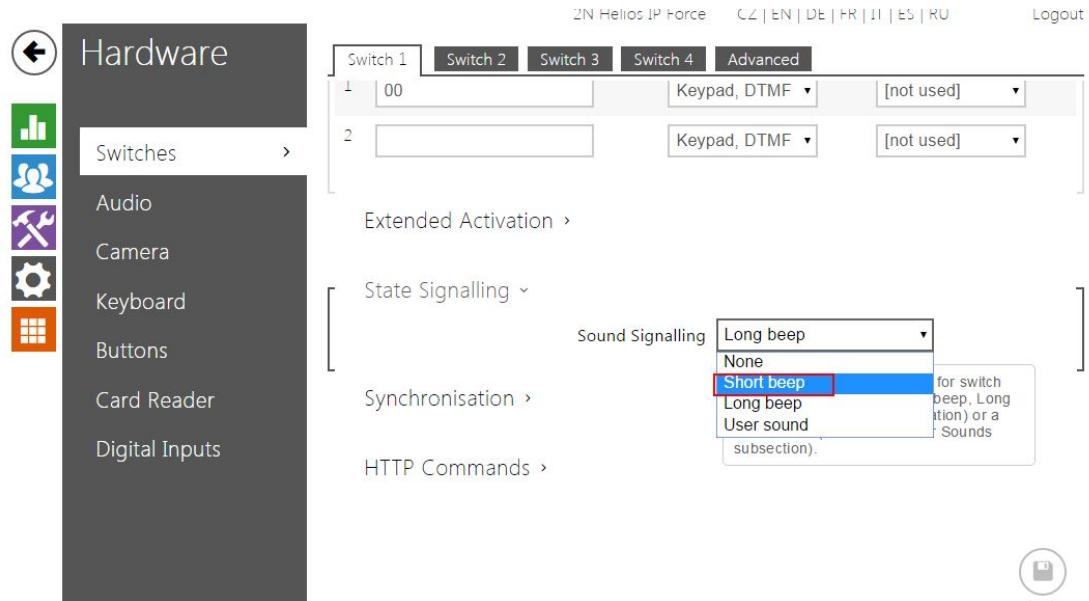 2N Helios IP Force CZ | EN | DE | FR | IT | ES | RU Logout
Hardware
Switch 1 Switch 2 Switch 3 Switch 4 Advanced
1 00 Keypad, DTMF [not used]
2 Keypad, DTMF [not used]
Switches
Audio
Camera
Keyboard
Buttons
Card Reader
Digital Inputs
Extended Activation
State Signalling
Sound Signalling Long beep
None
Short beep
Long beep
User sound
for switch
beep, Long
or a
Sounds
subsection).
Synchronisation
HTTP Commands